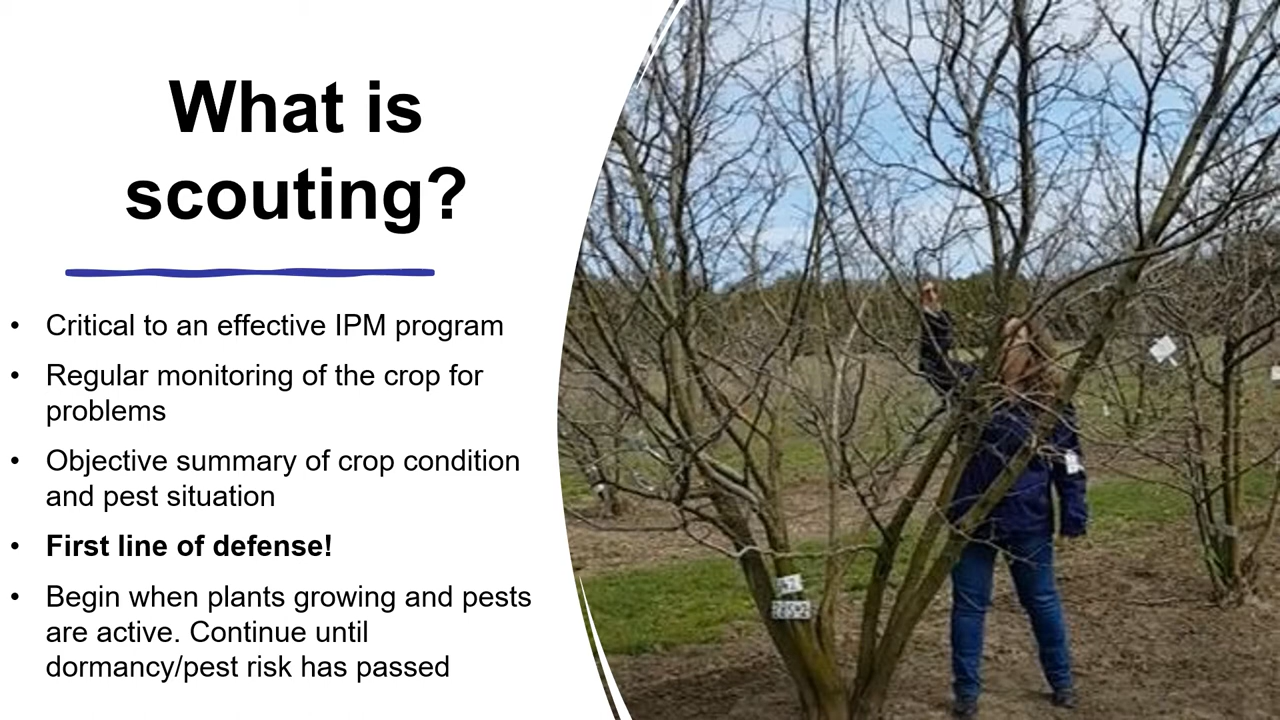 What is
scouting?
• Critical to an effective IPM program
• Regular monitoring of the crop for
problems
• Objective summary of crop condition
and pest situation
• First line of defense!
• Begin when plants growing and pests
are active. Continue until
dormancy/pest risk has passed